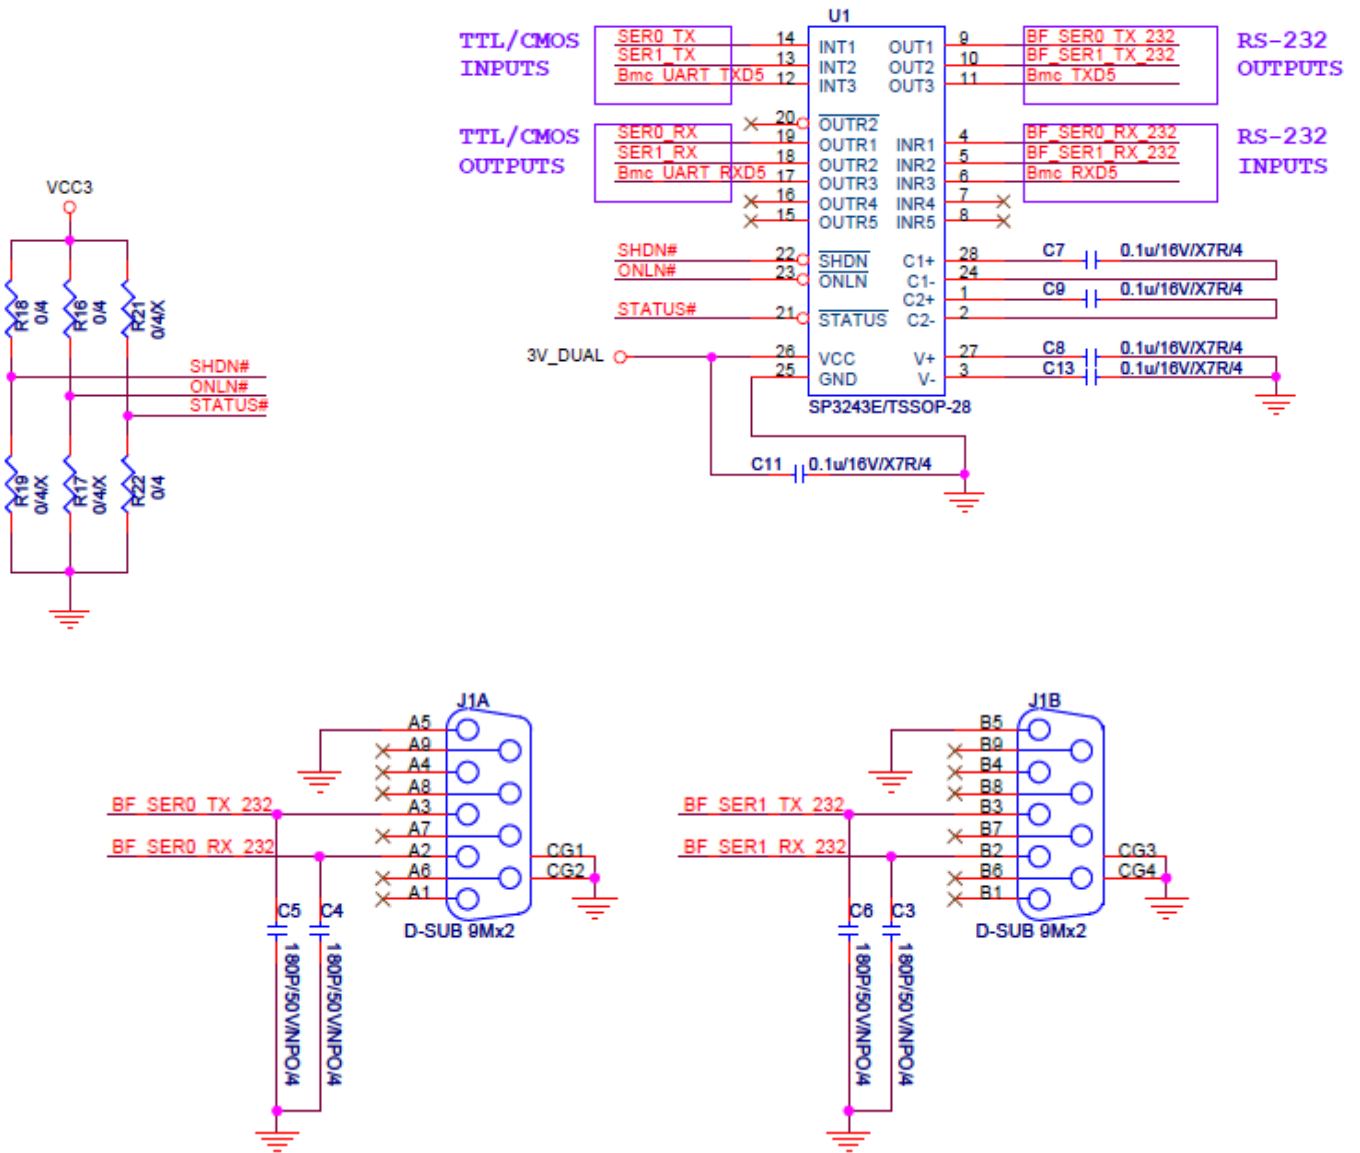 U1
TTL/CMOS INPUTS
SER0_TX 14 INT1 OUT1 9 BF_SER0_TX_232
SER1_TX 13 INT2 OUT2 10 BF_SER1_TX_232
Bmc_UART_TXD5 12 INT3 OUT3 11 Bmc_TXD5
RS-232 OUTPUTS
20 OUTR2
TTL/CMOS OUTPUTS
SER0_RX 19 OUTR1 INR1 4 BF_SER0_RX_232
SER1_RX 18 OUTR2 INR2 5 BF_SER1_RX_232
Bmc_UART_RXD5 17 OUTR3 INR3 6 Bmc_RXD5
RS-232 INPUTS
16 OUTR4 INR4 7
15 OUTR5 INR5 8
SHDN# 22 SHDN C1+ 28 C7 0.1u/16V/X7R/4
ONLN# 23 ONLN C1- 24
C2+ 1 C9 0.1u/16V/X7R/4
STATUS# 21 STATUS C2- 2
3V_DUAL 26 VCC V+ 27 C8 0.1u/16V/X7R/4
25 GND V- 3 C13 0.1u/16V/X7R/4
SP3243E/TSSOP-28
C11 0.1u/16V/X7R/4
VCC3
R18 0/4
R16 0/4
R21 0/4/X
SHDN#
ONLN#
STATUS#
R19 0/4/X
R17 0/4/X
R22 0/4
J1A
A5
A9
A4
A8
BF_SER0_TX_232 A3
A7
BF_SER0_RX_232 A2 CG1
A6 CG2
A1
C5 180P/50V/NPO/4
C4 180P/50V/NPO/4
D-SUB 9Mx2
J1B
B5
B9
B4
B8
BF_SER1_TX_232 B3
B7
BF_SER1_RX_232 B2 CG3
B6 CG4
B1
C6 180P/50V/NPO/4
C3 180P/50V/NPO/4
D-SUB 9Mx2